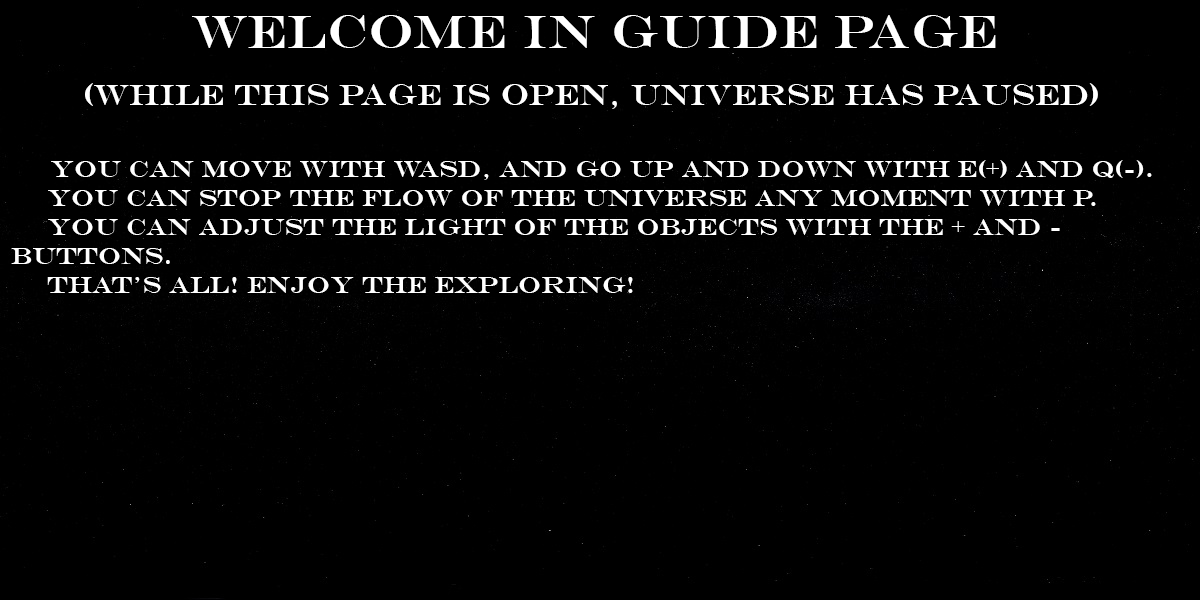 WELCOME IN GUIDE PAGE
(WHILE THIS PAGE IS OPEN, UNIVERSE HAS PAUSED)
YOU CAN MOVE WITH WASD, AND GO UP AND DOWN WITH E(+) AND Q(-).
YOU CAN STOP THE FLOW OF THE UNIVERSE ANY MOMENT WITH P.
YOU CAN ADJUST THE LIGHT OF THE OBJECTS WITH THE + AND -
BUTTONS.
THAT'S ALL! ENJOY THE EXPLORING!